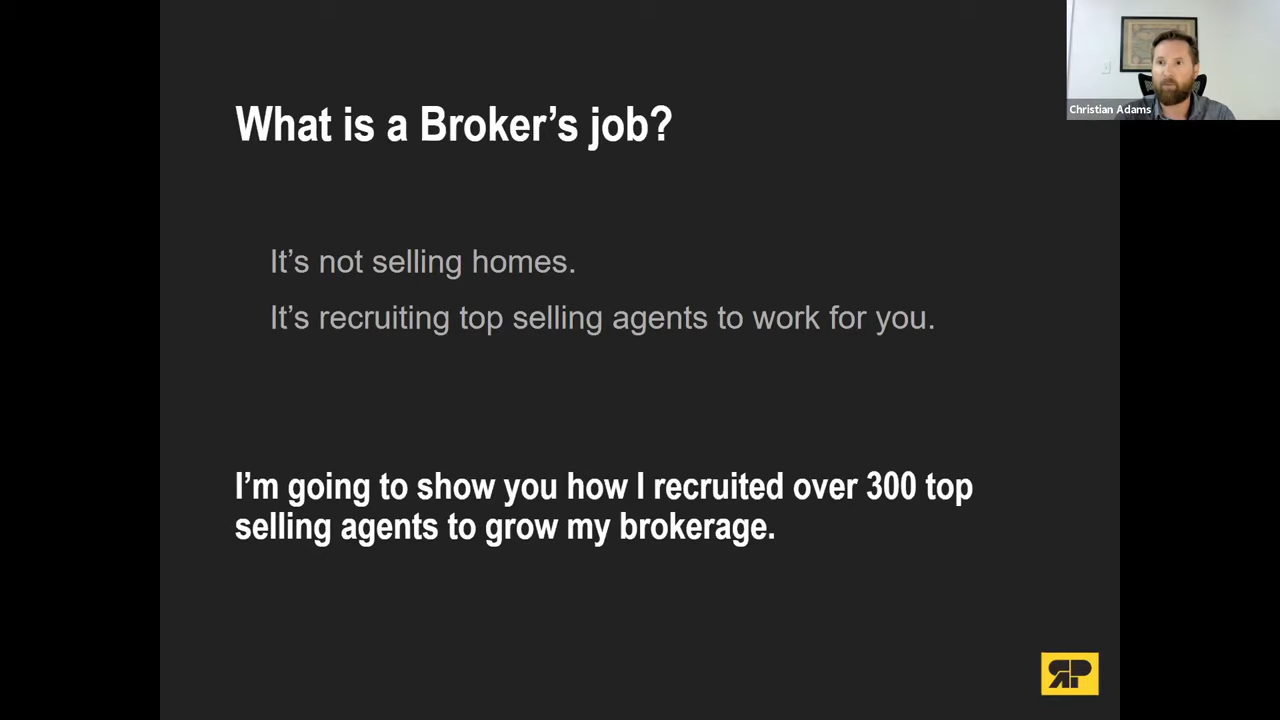 What is a Broker’s job?
Christian Adams
It’s not selling homes.
It’s recruiting top selling agents to work for you.
I’m going to show you how I recruited over 300 top
selling agents to grow my brokerage.